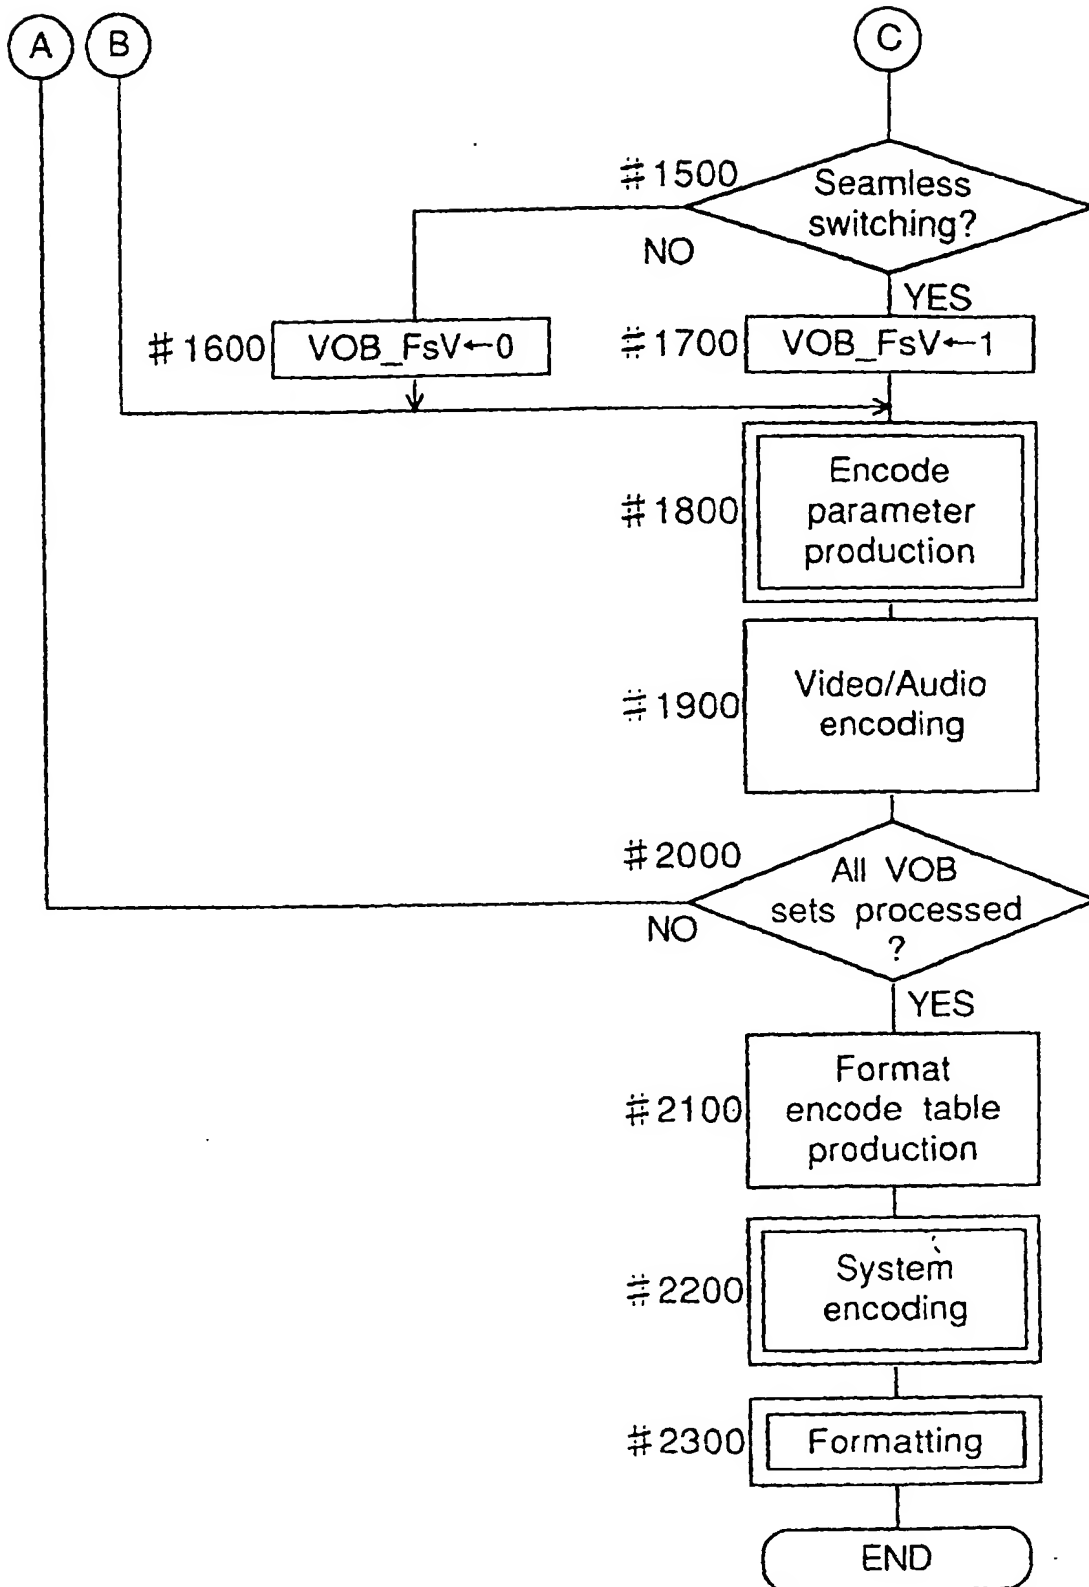 A B C
#1500
Seamless
switching?
NO
YES
#1600 VOB_FsV←0
#1700 VOB_FsV←1
#1800
Encode
parameter
production
#1900
Video/Audio
encoding
#2000
All VOB
sets processed
?
NO
YES
#2100
Format
encode table
production
#2200
System
encoding
#2300 Formatting
END